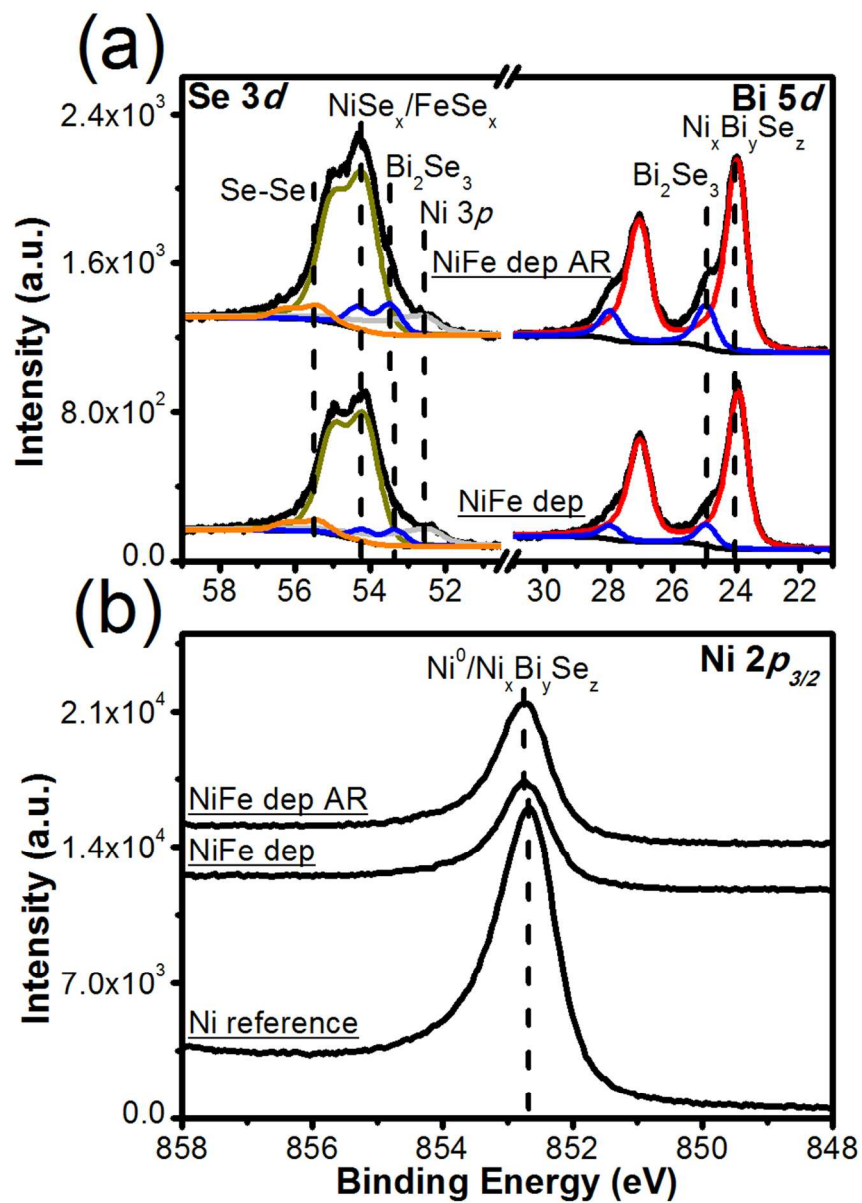 (a)
Se 3d
Bi 5d
NiSeₓ/FeSeₓ
NiₓBiᵧSe_z
Se-Se
Bi₂Se₃
Bi₂Se₃
Ni 3p
NiFe dep AR
NiFe dep
2.4x10³
1.6x10³
8.0x10²
0.0
Intensity (a.u.)
58 56 54 52 30 28 26 24 22
(b)
Ni 2p₃/₂
Ni⁰/NiₓBiᵧSe_z
NiFe dep AR
NiFe dep
Ni reference
2.1x10⁴
1.4x10⁴
7.0x10³
0.0
Intensity (a.u.)
858 856 854 852 850 848
Binding Energy (eV)